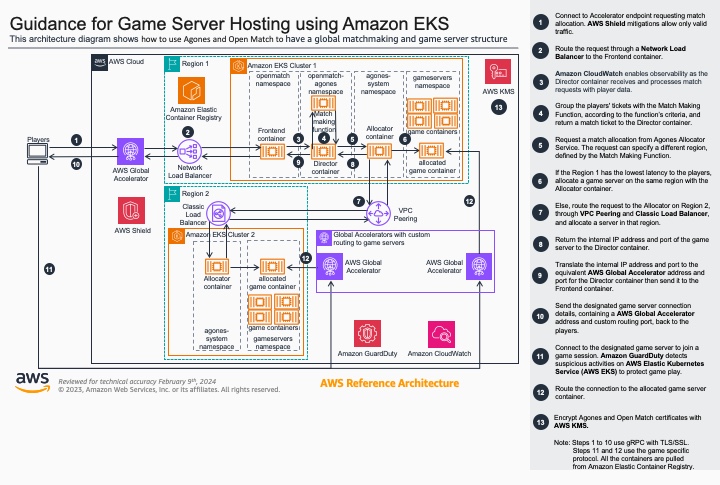 Guidance for Game Server Hosting using Amazon EKS
This architecture diagram shows how to use Agones and Open Match to have a global matchmaking and game server structure
AWS Cloud
Region 1
Amazon Elastic
Container Registry
Amazon EKS Cluster 1
openmatch
namespace
openmatch-
agones
namespace
agones-
system
namespace
gameservers
namespace
Match
making
function
game containers
Frontend
container
Director
container
Allocator
container
allocated
game container
AWS KMS
13
Players
1
10
AWS Global
Accelerator
2
Network
Load Balancer
3
4
5
6
9
8
AWS Shield
11
Region 2
Classic
Load
Balancer
7
VPC
Peering
12
Amazon EKS Cluster 2
Allocator
container
allocated
game container
game containers
agones-
system
namespace
gameservers
namespace
12
Global Accelerators with custom
routing to game servers
AWS Global
Accelerator
AWS Global
Accelerator
Amazon GuardDuty
Amazon CloudWatch
aws
Reviewed for technical accuracy February 9th, 2024
© 2023, Amazon Web Services, Inc. or its affiliates. All rights reserved.
AWS Reference Architecture
1
Connect to Accelerator endpoint requesting match
allocation. AWS Shield mitigations allow only valid
traffic.
2
Route the request through a Network Load
Balancer to the Frontend container.
3
Amazon CloudWatch enables observability as the
Director container receives and processes match
requests with player data.
4
Group the players' tickets with the Match Making
Function, according to the function's criteria, and
return a match ticket to the Director container.
5
Request a match allocation from Agones Allocator
Service. The request can specify a different region,
defined by the Match Making Function.
6
If the Region 1 has the lowest latency to the players,
allocate a game server on the same region with the
Allocator container.
7
Else, route the request to the Allocator on Region 2,
through VPC Peering and Classic Load Balancer,
and allocate a server in that region.
8
Return the internal IP address and port of the game
server to the Director container.
9
Translate the internal IP address and port to the
equivalent AWS Global Accelerator address and
port for the Director container then send it to the
Frontend container.
10
Send the designated game server connection
details, containing a AWS Global Accelerator
address and custom routing port, back to the
players.
11
Connect to the designated game server to join a
game session. Amazon GuardDuty detects
suspicious activities on AWS Elastic Kubernetes
Service (AWS EKS) to protect game play.
12
Route the connection to the allocated game server
container.
13
Encrypt Agones and Open Match certificates with
AWS KMS.
Note: Steps 1 to 10 use gRPC with TLS/SSL.
Steps 11 and 12 use the game specific
protocol. All the containers are pulled
from Amazon Elastic Container Registry.